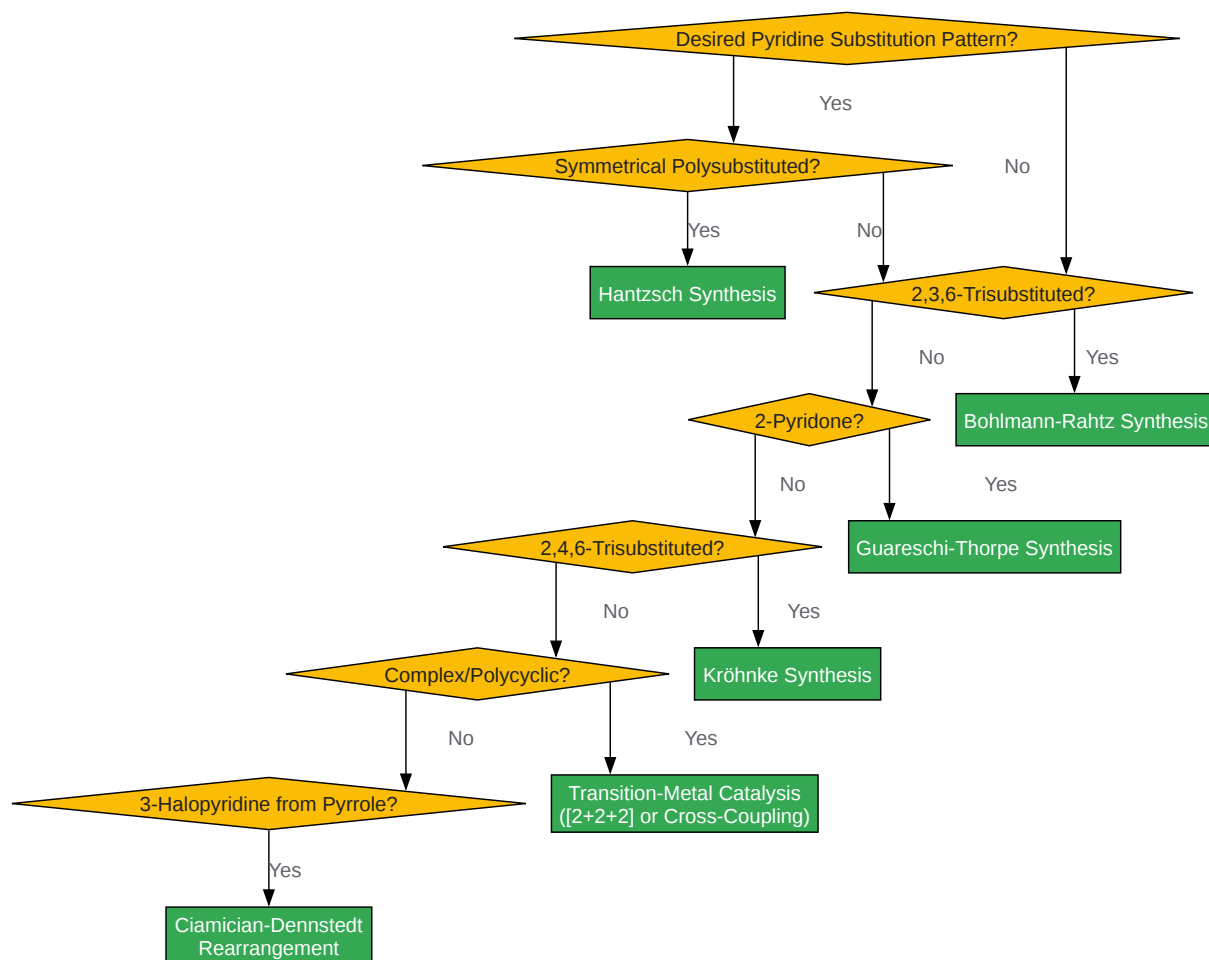 Desired Pyridine Substitution Pattern?
Yes
Symmetrical Polysubstituted?
No
Yes
No
Hantzsch Synthesis
2,3,6-Trisubstituted?
No
Yes
2-Pyridone?
Bohlmann-Rahtz Synthesis
No
Yes
2,4,6-Trisubstituted?
Guareschi-Thorpe Synthesis
No
Yes
Complex/Polycyclic?
Kröhnke Synthesis
No
Yes
3-Halopyridine from Pyrrole?
Transition-Metal Catalysis
([2+2+2] or Cross-Coupling)
Yes
Ciamician-Dennstedt
Rearrangement